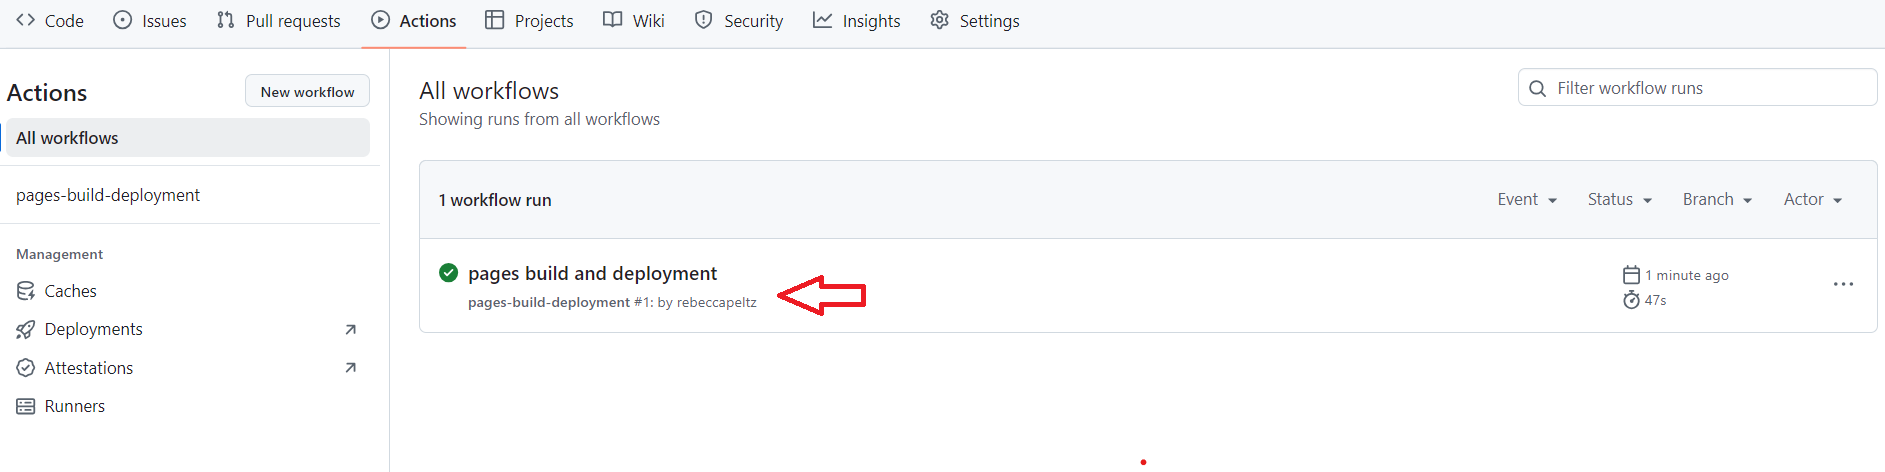 Code Issues Pull requests Actions Projects Wiki Security Insights Settings
Actions
New workflow
All workflows
pages-build-deployment
Management
Caches
Deployments
Attestations
Runners
All workflows
Showing runs from all workflows
Filter workflow runs
1 workflow run
Event Status Branch Actor
pages build and deployment
pages-build-deployment #1: by rebeccapeltz
1 minute ago
47s